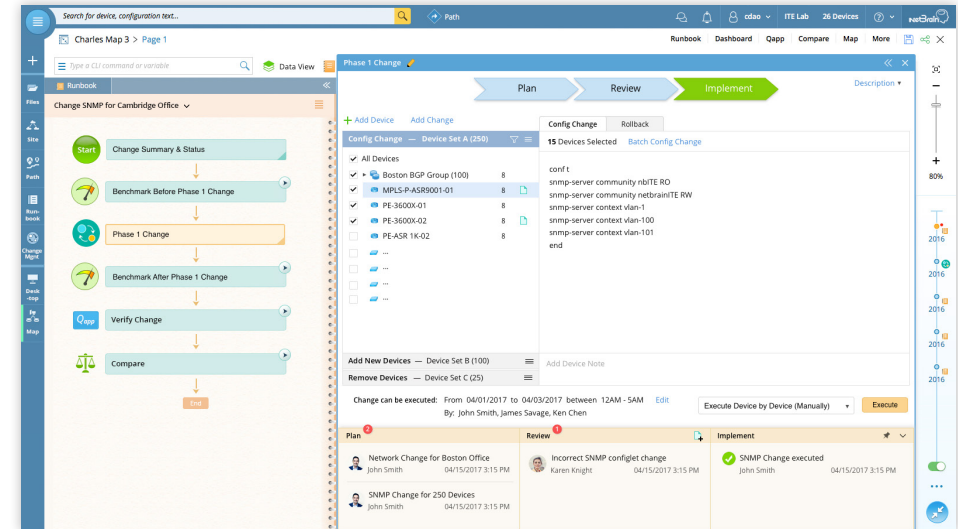 Search for device, configuration text...
Path
cdao
ITE Lab
26 Devices
NetBrain
Charles Map 3 > Page 1
Runbook Dashboard Qapp Compare Map More
Type a CLI command or variable
Data View
Files
Site
Path
Run-
book
Change
Mgnt
Desk
-top
Map
Runbook
Change SNMP for Cambridge Office
Start
Change Summary & Status
Benchmark Before Phase 1 Change
Phase 1 Change
Benchmark After Phase 1 Change
Qapp
Verify Change
Compare
End
Phase 1 Change
Plan
Review
Implement
Description
+ Add Device
Add Change
Config Change — Device Set A (250)
All Devices
Boston BGP Group (100) 8
MPLS-P-ASR9001-01 8
PE-3600X-01 8
PE-3600X-02 8
PE-ASR 1K-02 8
...
...
...
...
Add New Devices — Device Set B (100)
Remove Devices — Device Set C (25)
Config Change
Rollback
15 Devices Selected
Batch Config Change
conf t
snmp-server community nbITE RO
snmp-server community netbrainITE RW
snmp-server context vlan-1
snmp-server context vlan-100
snmp-server context vlan-101
end
Add Device Note
Change can be executed: From 04/01/2017 to 04/03/2017 between 12AM - 5AM Edit
By: John Smith, James Savage, Ken Chen
Execute Device by Device (Manually)
Execute
Plan 2
Network Change for Boston Office
John Smith 04/15/2017 3:15 PM
SNMP Change for 250 Devices
John Smith 04/15/2017 3:15 PM
Review 1
Incorrect SNMP configlet change
Karen Knight 04/15/2017 3:15 PM
Implement
SNMP Change executed
John Smith 04/15/2017 3:15 PM
80%
2016
2016
2016
2016
2016